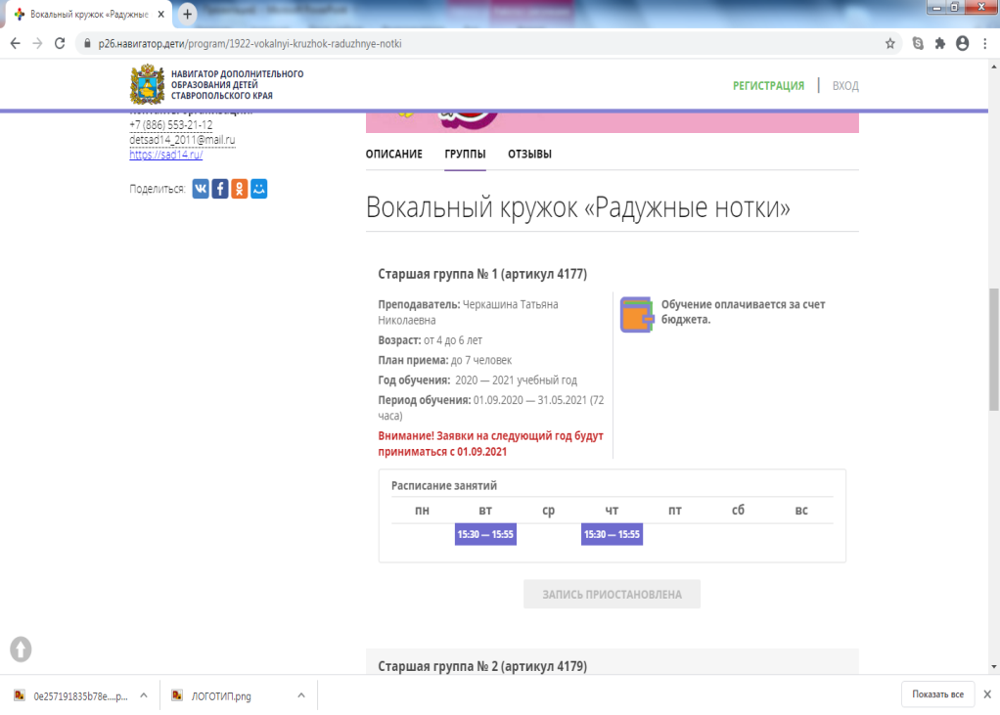 Вокальный кружок «Радужные
p26.навигатор.дети/program/1922-vokalnyi-kruzhok-raduzhnye-notki
НАВИГАТОР ДОПОЛНИТЕЛЬНОГО
ОБРАЗОВАНИЯ ДЕТЕЙ
СТАВРОПОЛЬСКОГО КРАЯ
РЕГИСТРАЦИЯ
ВХОД
+7 (886) 553-21-12
detsad14_2011@mail.ru
https://sad14.ru/
Поделиться:
ОПИСАНИЕ ГРУППЫ ОТЗЫВЫ
Вокальный кружок «Радужные нотки»
Старшая группа № 1 (артикул 4177)
Преподаватель: Черкашина Татьяна
Николаевна
Возраст: от 4 до 6 лет
План приема: до 7 человек
Год обучения: 2020 — 2021 учебный год
Период обучения: 01.09.2020 — 31.05.2021 (72
часа)
Внимание! Заявки на следующий год будут
приниматься с 01.09.2021
Обучение оплачивается за счет
бюджета.
Расписание занятий
пн вт ср чт пт сб вс
15:30 — 15:55 15:30 — 15:55
ЗАПИСЬ ПРИОСТАНОВЛЕНА
Старшая группа № 2 (артикул 4179)
0e257191835b78e....p...
ЛОГОТИП.png
Показать все